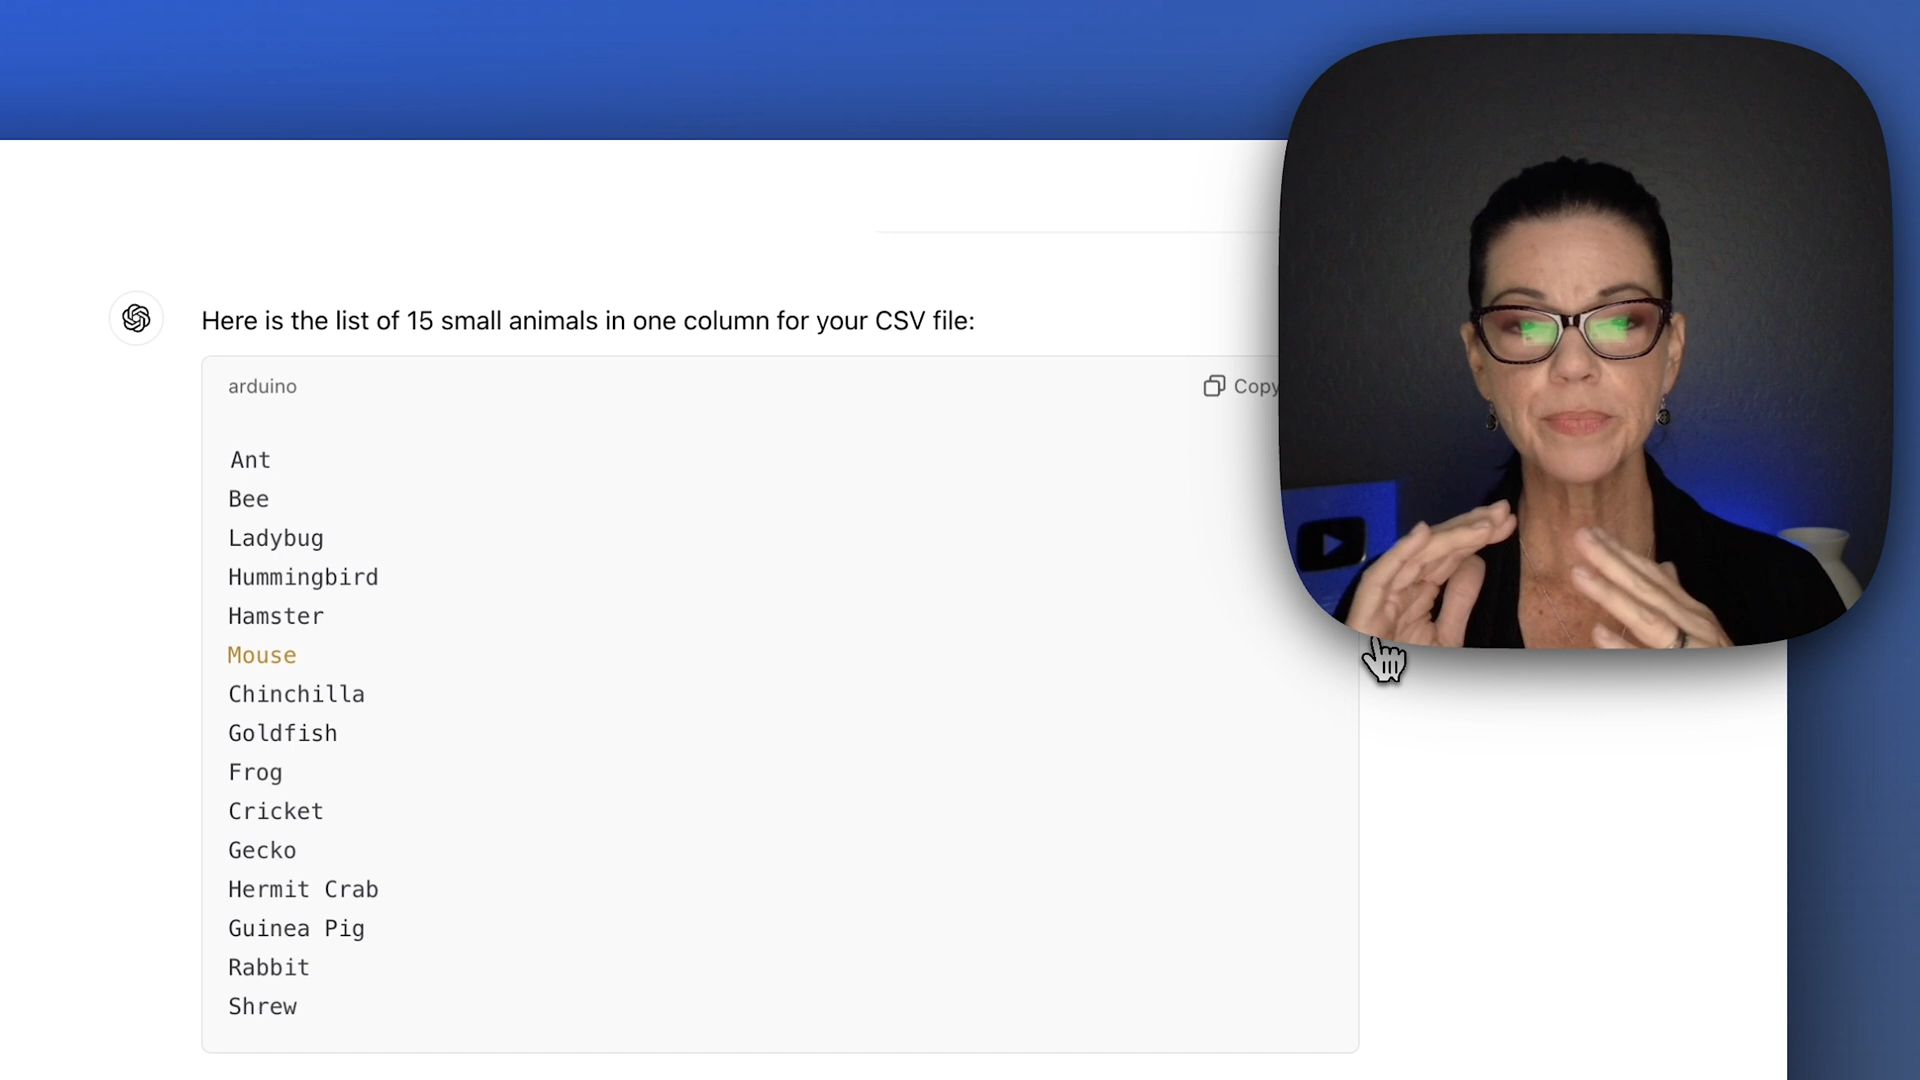 Here is the list of 15 small animals in one column for your CSV file:
arduino
Copy
Ant
Bee
Ladybug
Hummingbird
Hamster
Mouse
Chinchilla
Goldfish
Frog
Cricket
Gecko
Hermit Crab
Guinea Pig
Rabbit
Shrew